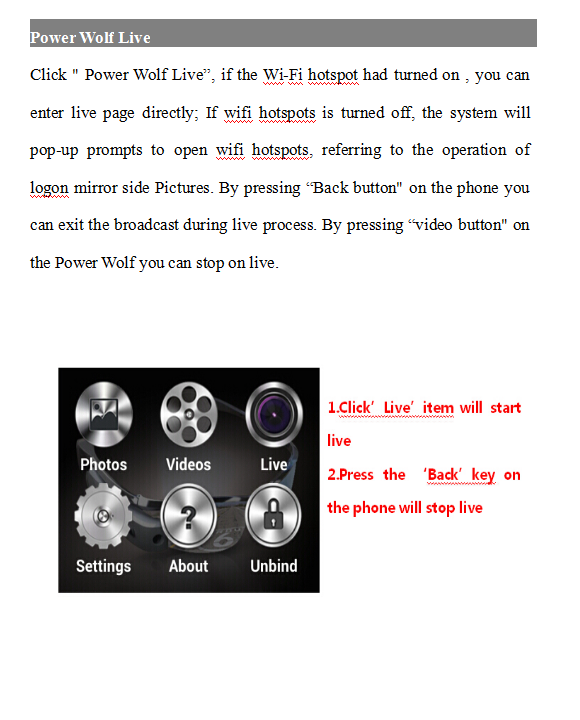 Power Wolf Live
Click " Power Wolf Live”, if the Wi-Fi hotspot had turned on , you can
enter live page directly; If wifi hotspots is turned off, the system will
pop-up prompts to open wifi hotspots, referring to the operation of
logon mirror side Pictures. By pressing “Back button" on the phone you
can exit the broadcast during live process. By pressing “video button" on
the Power Wolf you can stop on live.
Photos Videos Live
Settings About Unbind
1.Click’ Live’ item will start
live
2.Press the ‘Back’ key on
the phone will stop live